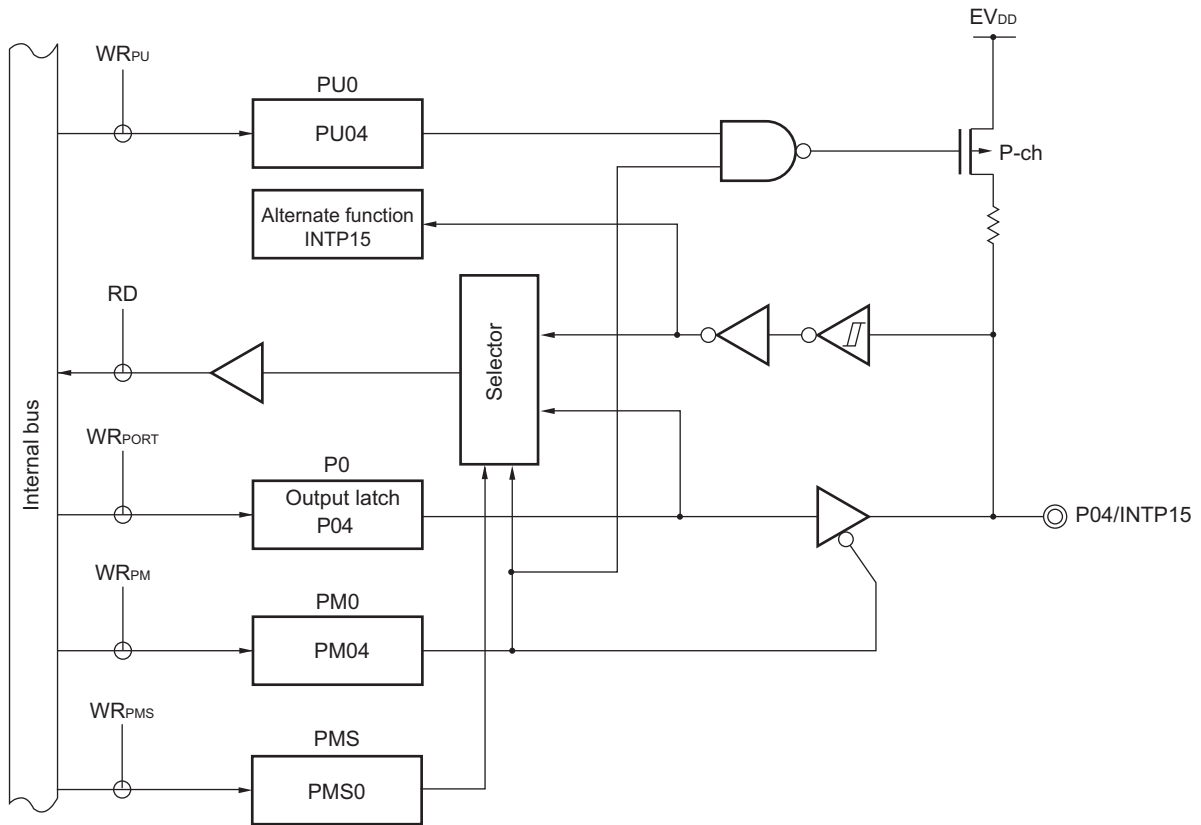 EVDD
WRPU
PU0
PU04
P-ch
Alternate function
INTP15
RD
Selector
Internal bus
WRPORT
P0
Output latch
P04
P04/INTP15
WRPM
PM0
PM04
WRPMS
PMS
PMS0